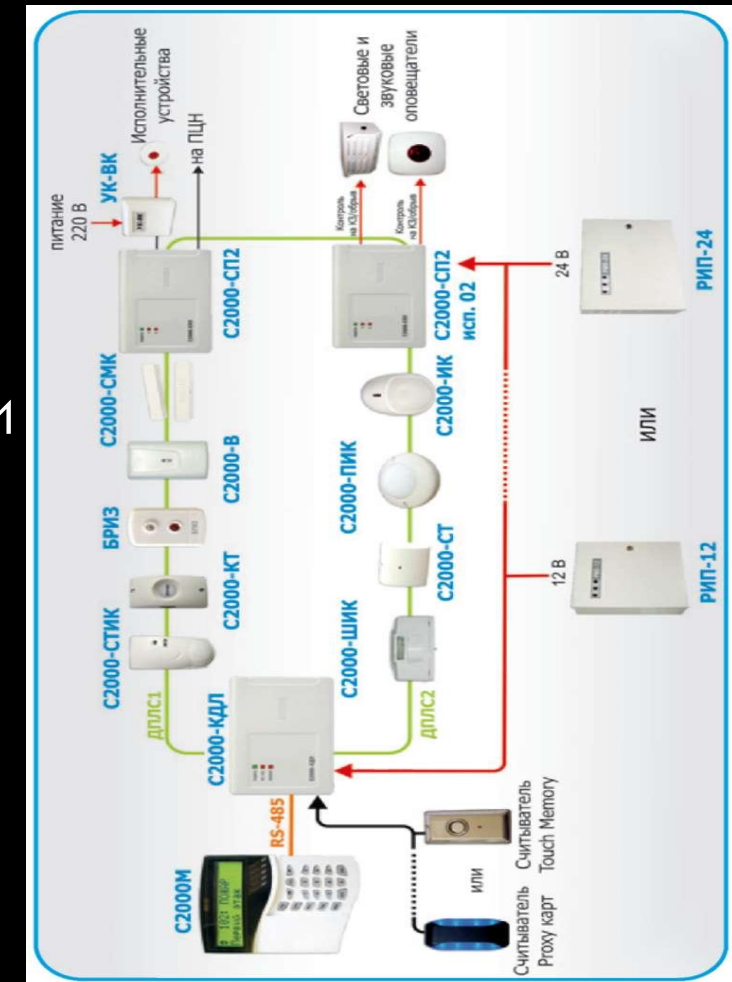 1
питание
220 В
УК-ВК
Исполнительные
устройства
на ПЦН
С2000-СП2
С2000-СМК
С2000-В
БРИЗ
С2000-КТ
С2000-СТИК
ДПЛС1
Световые и
звуковые
оповещатели
Контроль
на КЗ/обрыв
Контроль
на КЗ/обрыв
С2000-СП2
исп. 02
С2000-ИК
С2000-ПИК
С2000-СТ
С2000-ШИК
ДПЛС2
С2000-КДЛ
RS-485
С2000М
Считыватель
Proxy карт
или
Считыватель
Touch Memory
12 В
РИП-12
ИЛИ
24 В
РИП-24